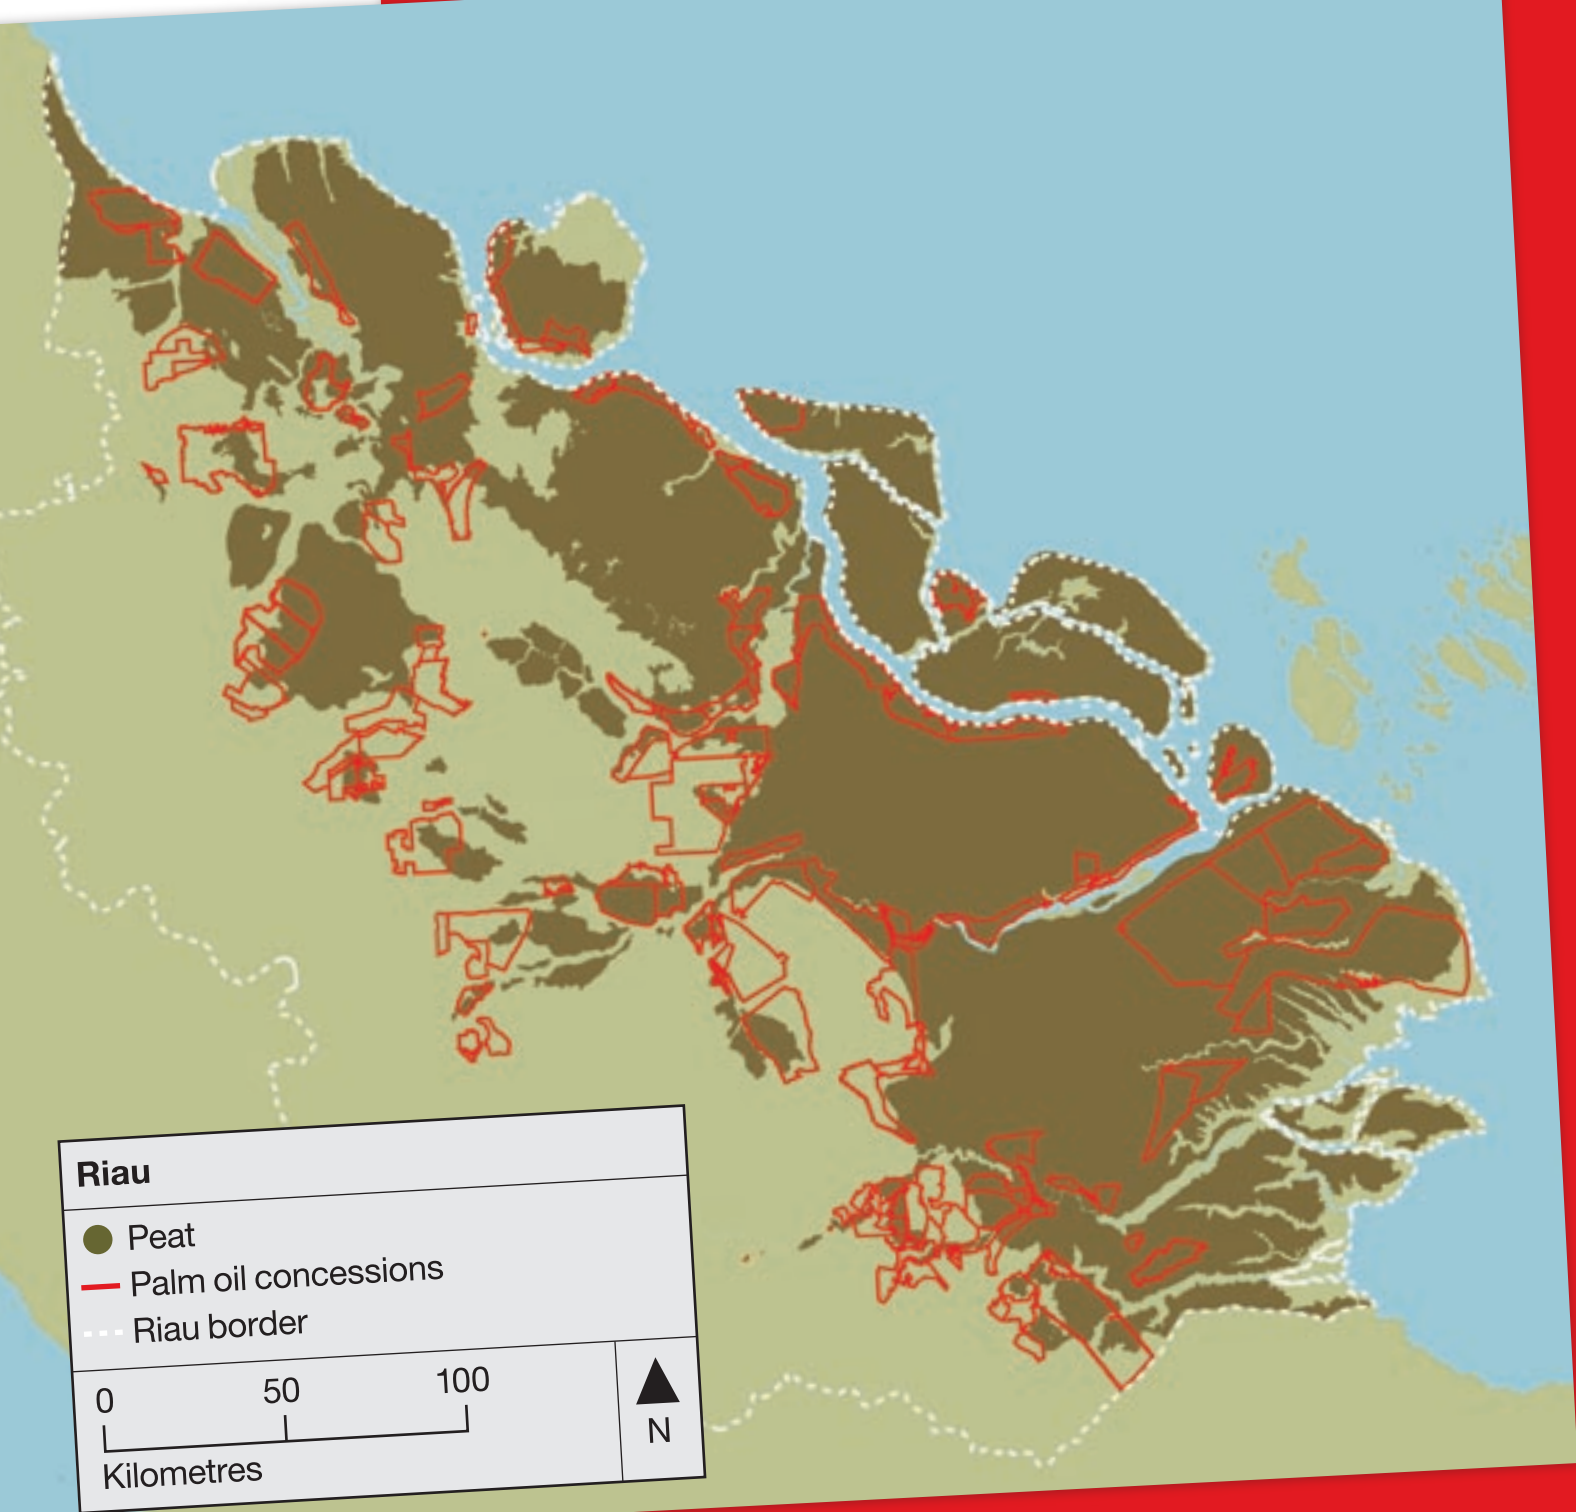 Riau
Peat
Palm oil concessions
Riau border
0 50 100
Kilometres
N